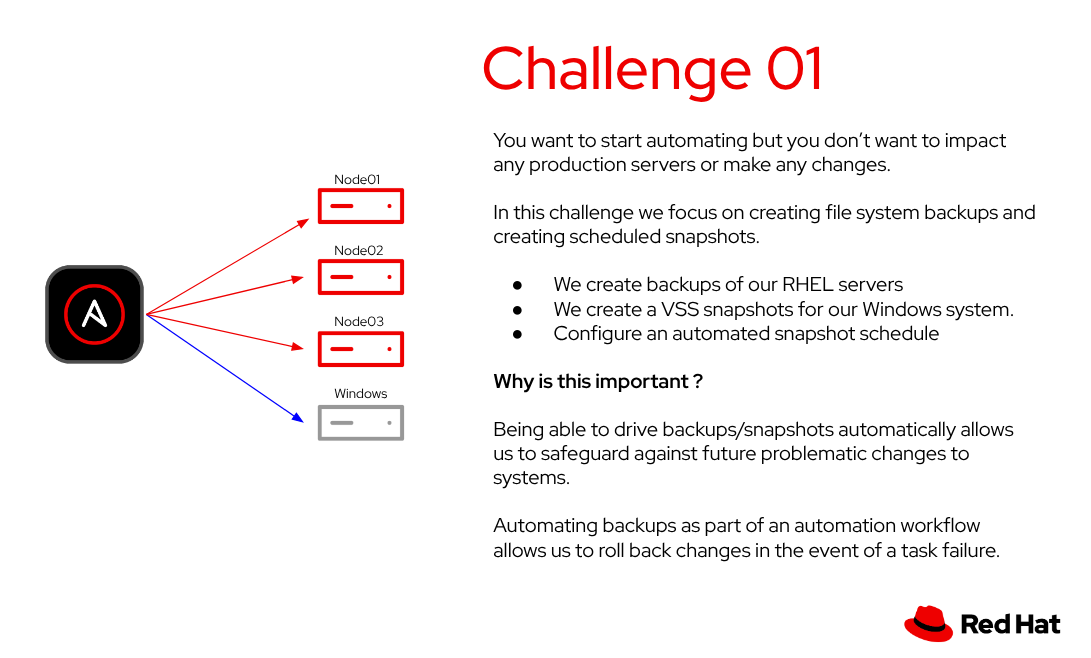 Challenge 01
You want to start automating but you don’t want to impact
any production servers or make any changes.
In this challenge we focus on creating file system backups and
creating scheduled snapshots.
● We create backups of our RHEL servers
● We create a VSS snapshots for our Windows system.
● Configure an automated snapshot schedule
Why is this important ?
Being able to drive backups/snapshots automatically allows
us to safeguard against future problematic changes to
systems.
Automating backups as part of an automation workflow
allows us to roll back changes in the event of a task failure.
Node01
Node02
Node03
Windows
Red Hat